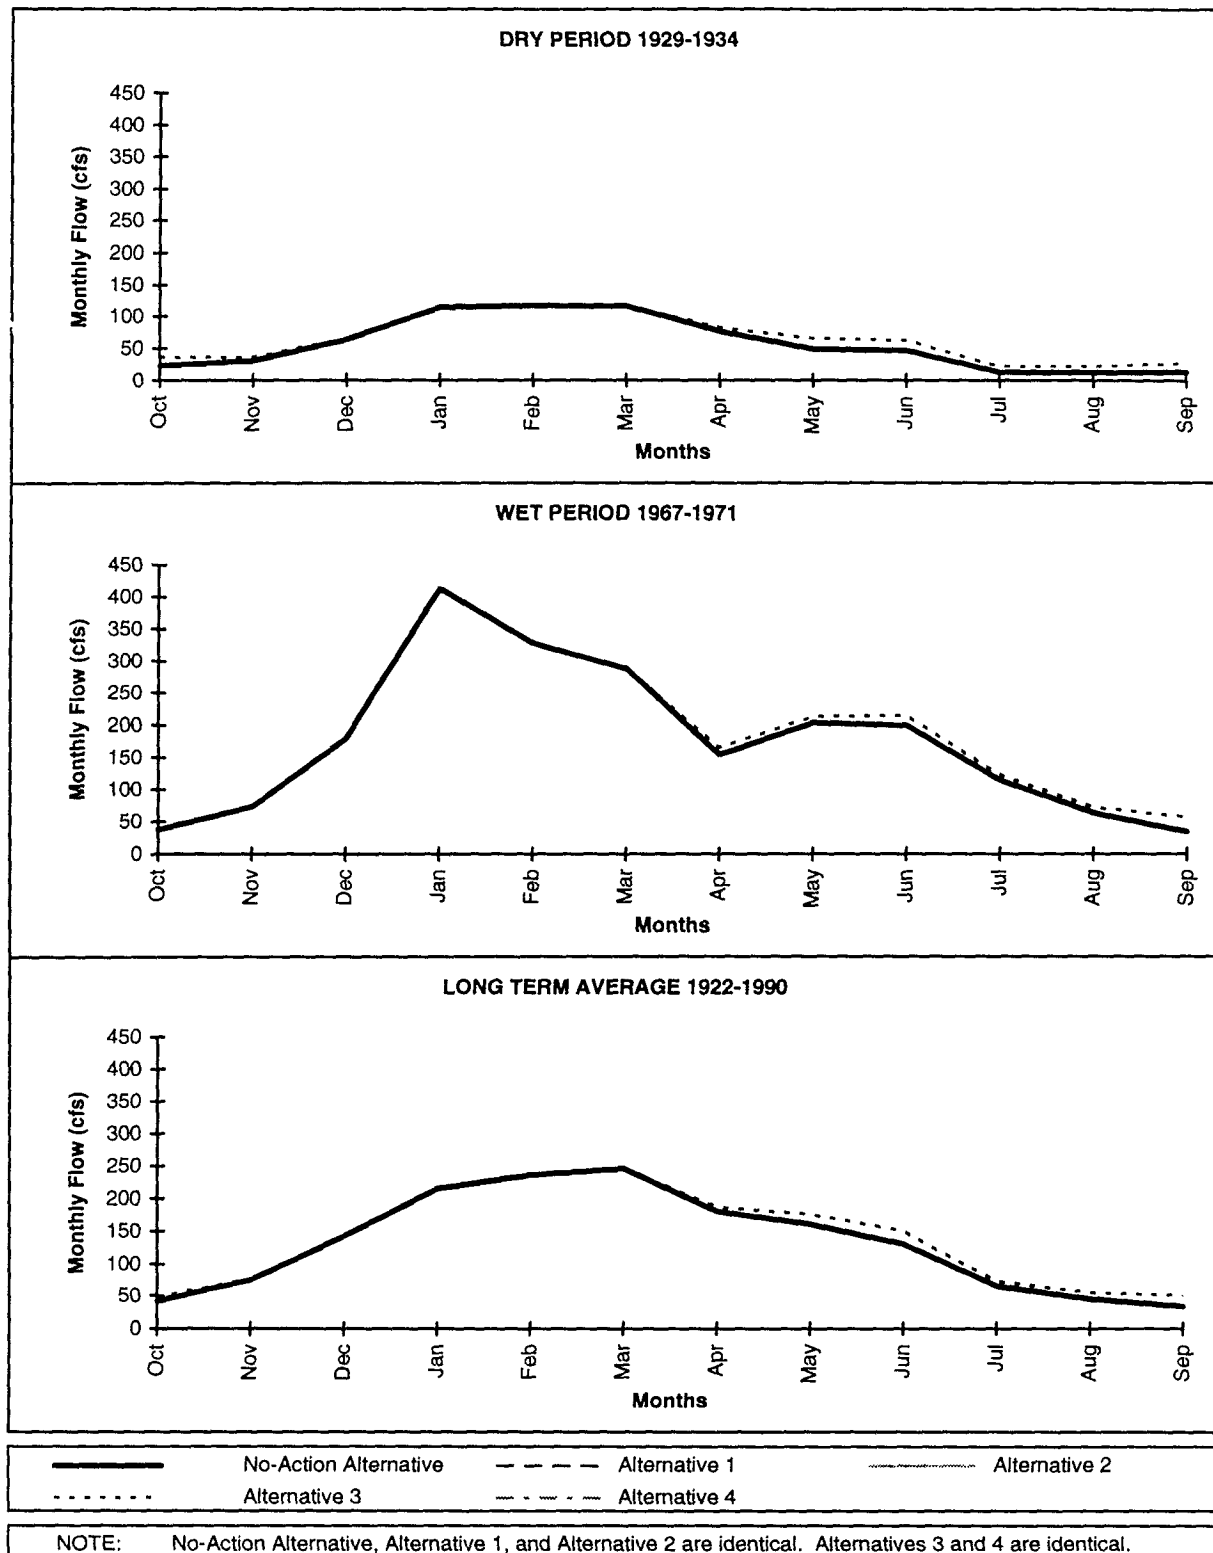 DRY PERIOD 1929-1934
Monthly Flow (cfs)
450
400
350
300
250
200
150
100
50
0
Oct
Nov
Dec
Jan
Feb
Mar
Apr
May
Jun
Jul
Aug
Sep
Months
WET PERIOD 1967-1971
Monthly Flow (cfs)
450
400
350
300
250
200
150
100
50
0
Oct
Nov
Dec
Jan
Feb
Mar
Apr
May
Jun
Jul
Aug
Sep
Months
LONG TERM AVERAGE 1922-1990
Monthly Flow (cfs)
450
400
350
300
250
200
150
100
50
0
Oct
Nov
Dec
Jan
Feb
Mar
Apr
May
Jun
Jul
Aug
Sep
Months
No-Action Alternative Alternative 1 Alternative 2
Alternative 3 Alternative 4
NOTE: No-Action Alternative, Alternative 1, and Alternative 2 are identical. Alternatives 3 and 4 are identical.